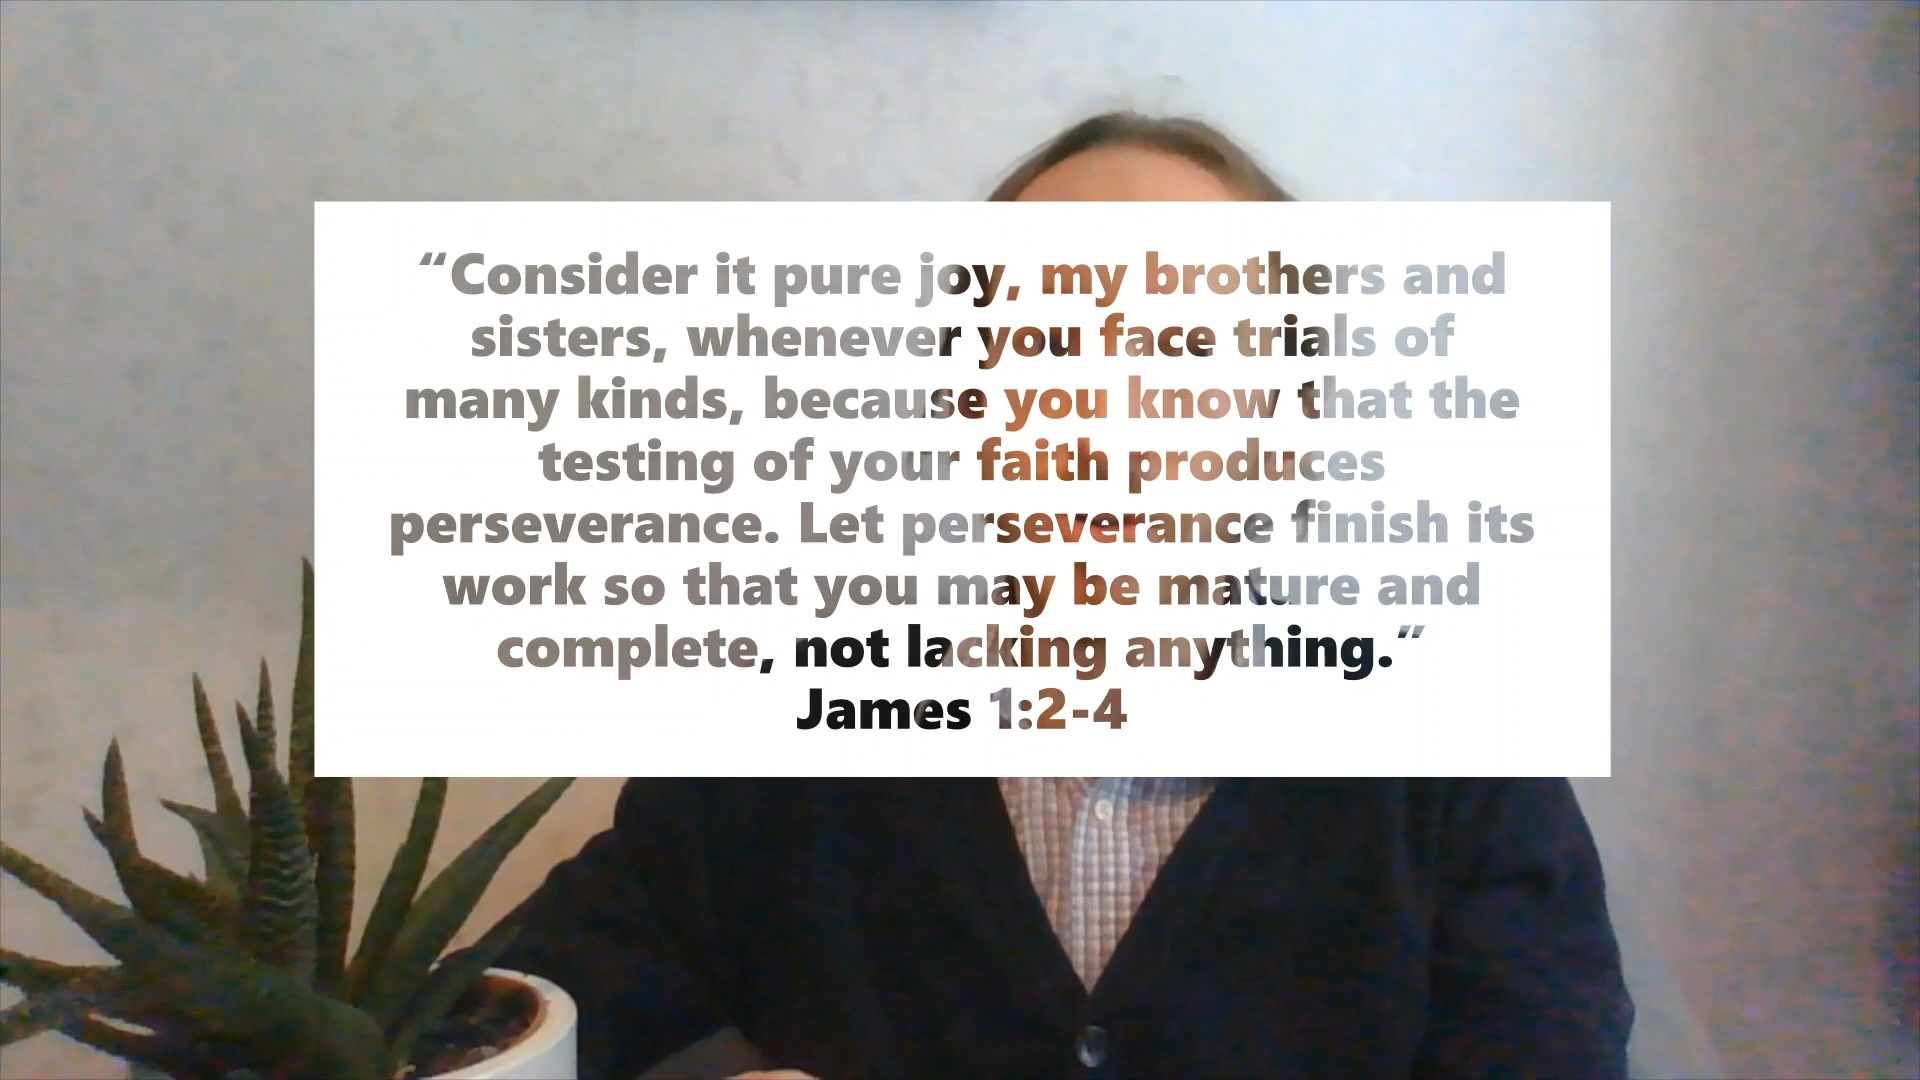 “Consider it pure joy, my brothers and
sisters, whenever you face trials of
many kinds, because you know that the
testing of your faith produces
perseverance. Let perseverance finish its
work so that you may be mature and
complete, not lacking anything.”
James 1:2-4